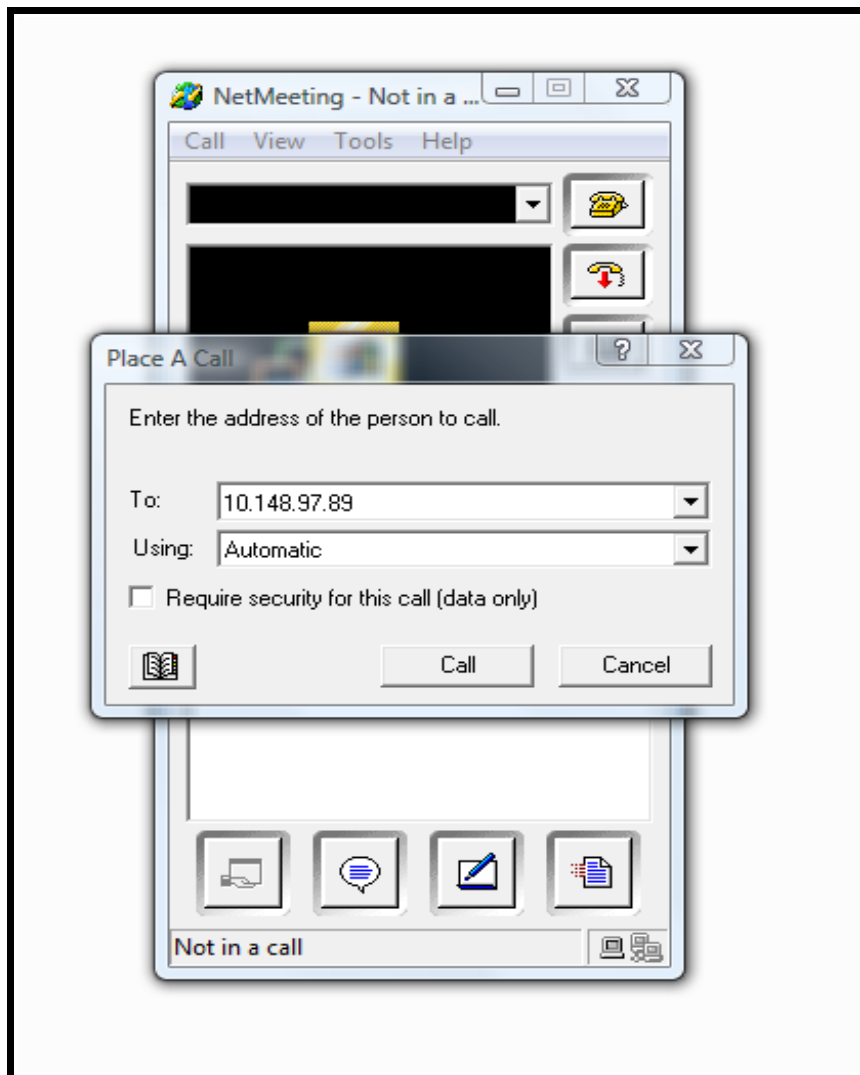 NetMeeting - Not in a ...
Call View Tools Help
Place A Call
Enter the address of the person to call.
To: 10.148.97.89
Using: Automatic
Require security for this call (data only)
Call Cancel
Not in a call